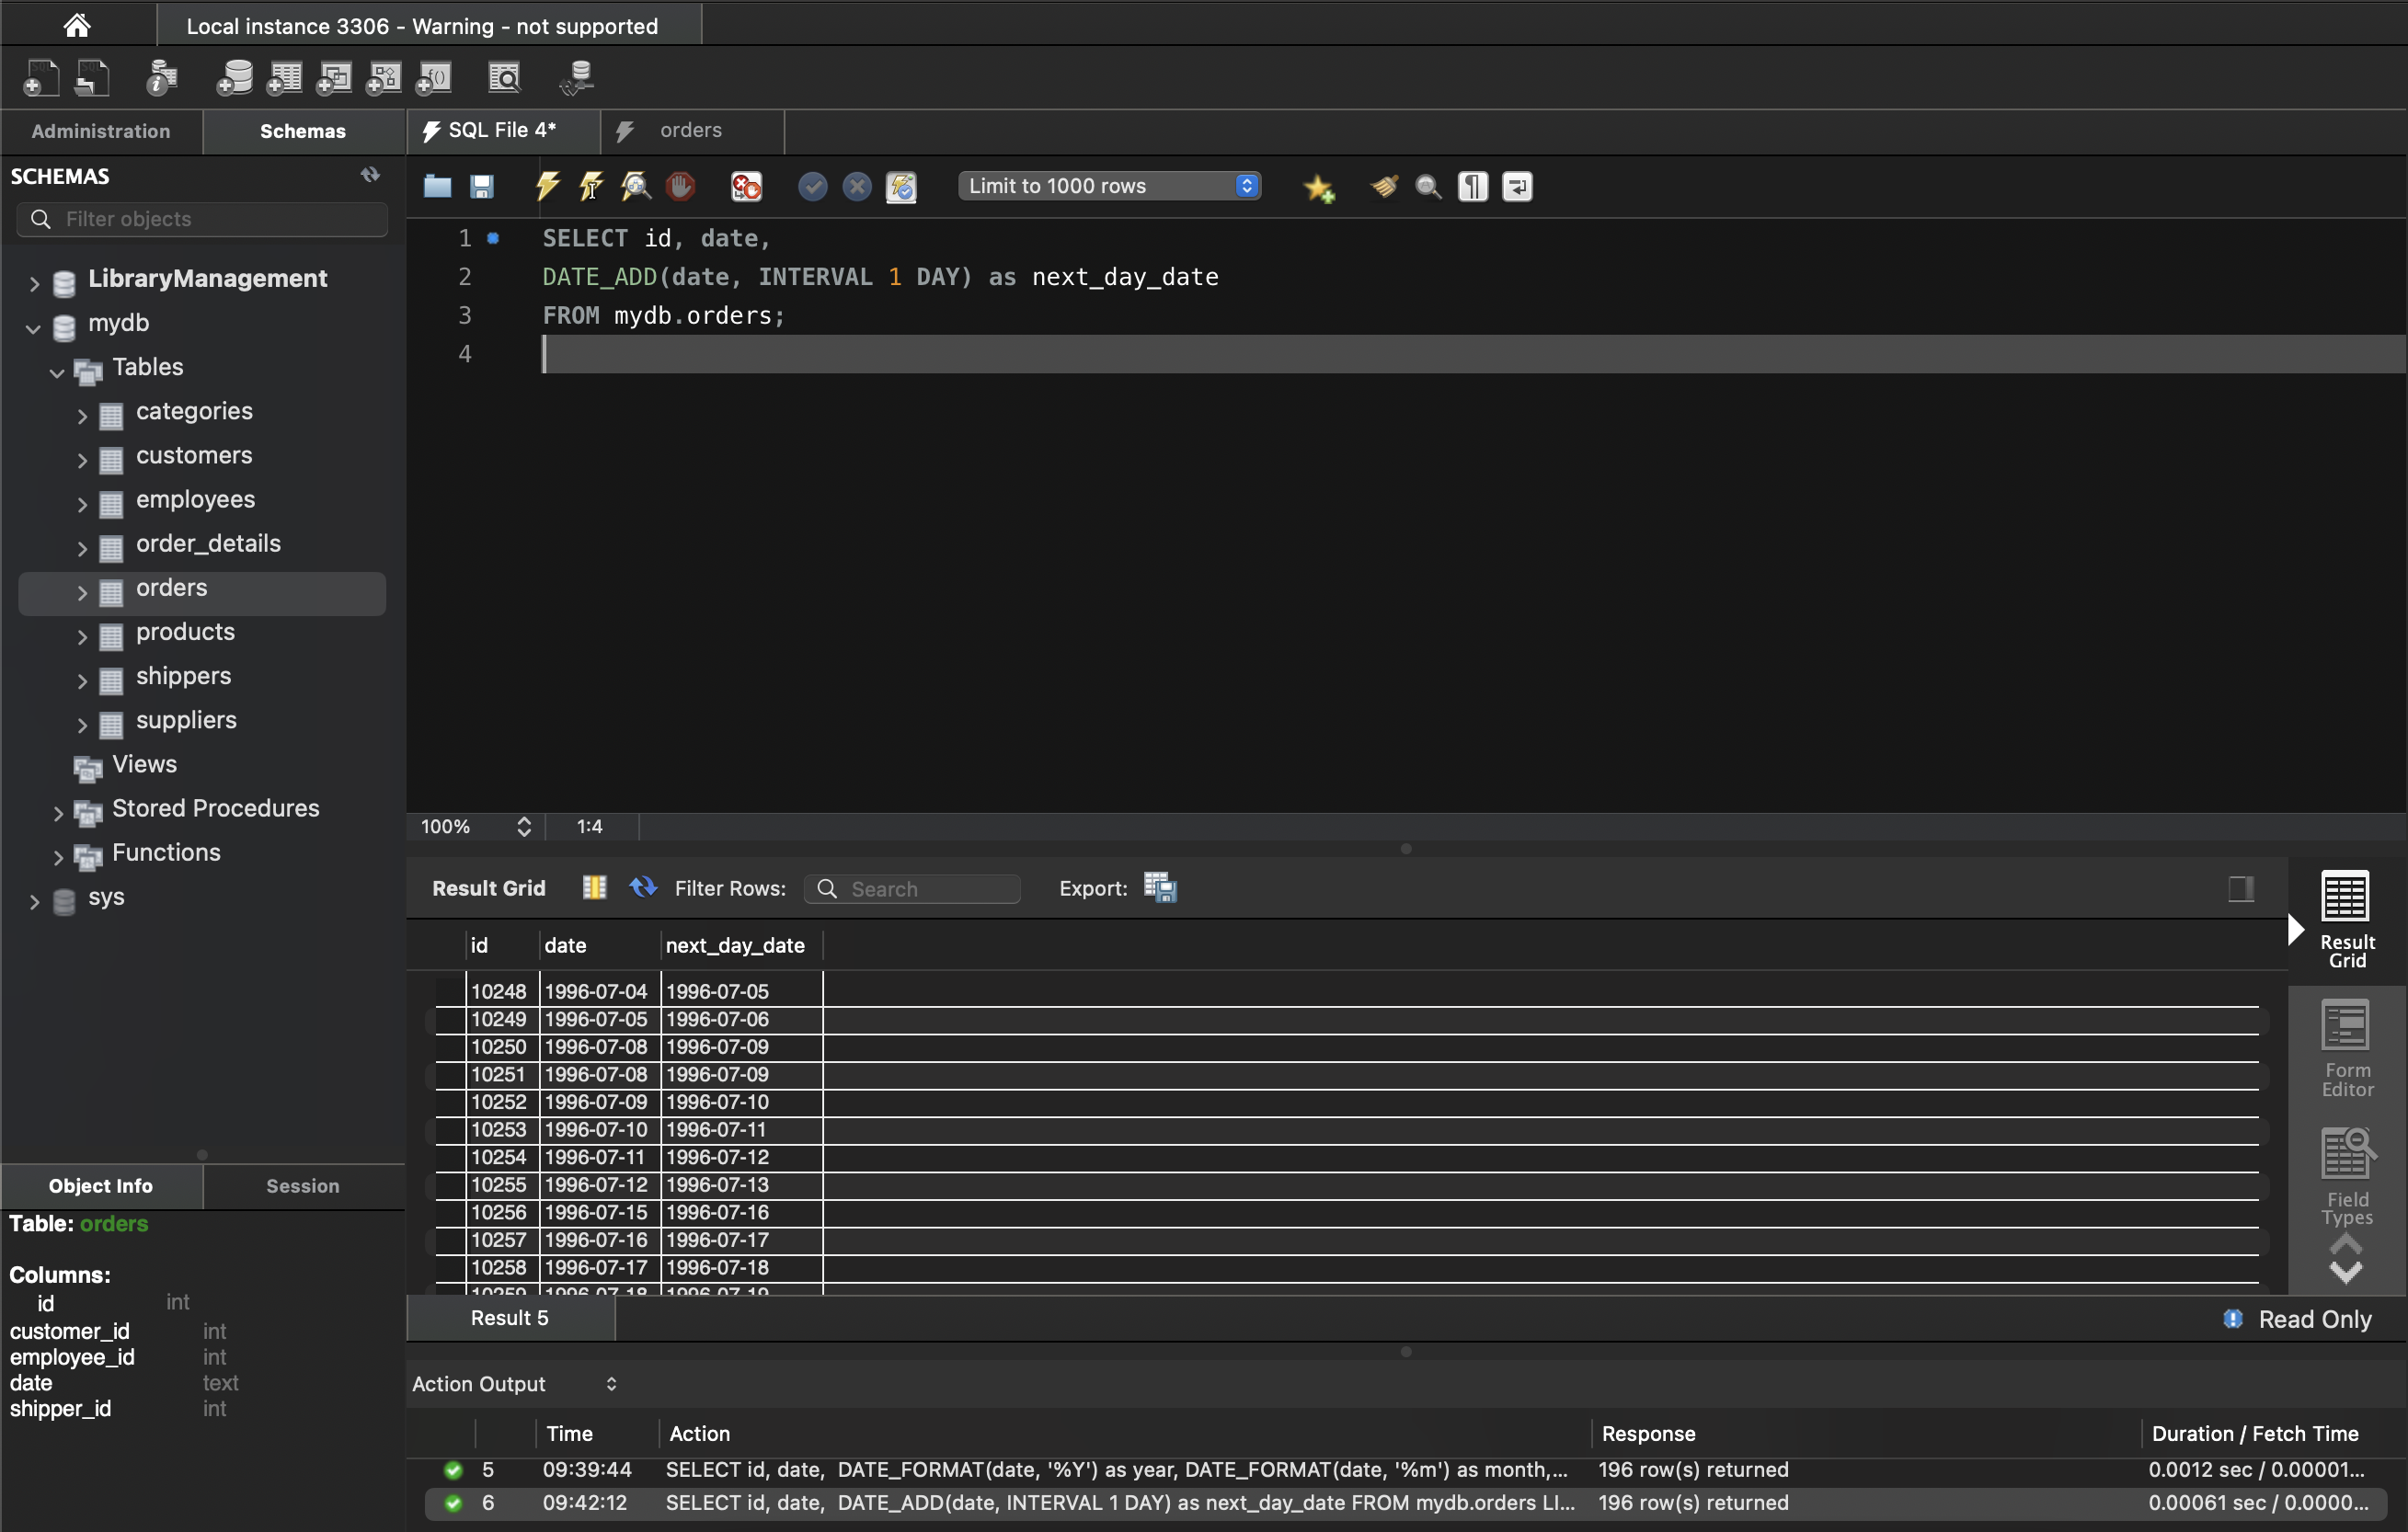 Local instance 3306 - Warning - not supported
Administration
Schemas
SQL File 4*
orders
SCHEMAS
Filter objects
LibraryManagement
mydb
Tables
categories
customers
employees
order_details
orders
products
shippers
suppliers
Views
Stored Procedures
Functions
sys
Object Info
Session
Table: orders
Columns:
id int
customer_id int
employee_id int
date text
shipper_id int
Limit to 1000 rows
1 SELECT id, date,
2 DATE_ADD(date, INTERVAL 1 DAY) as next_day_date
3 FROM mydb.orders;
4
100% 1:4
Result Grid Filter Rows: Search Export:
id date next_day_date
10248 1996-07-04 1996-07-05
10249 1996-07-05 1996-07-06
10250 1996-07-08 1996-07-09
10251 1996-07-08 1996-07-09
10252 1996-07-09 1996-07-10
10253 1996-07-10 1996-07-11
10254 1996-07-11 1996-07-12
10255 1996-07-12 1996-07-13
10256 1996-07-15 1996-07-16
10257 1996-07-16 1996-07-17
10258 1996-07-17 1996-07-18
10259 1996-07-18 1996-07-19
Result
Grid
Form
Editor
Field
Types
Result 5
Read Only
Action Output
Time Action Response Duration / Fetch Time
5 09:39:44 SELECT id, date, DATE_FORMAT(date, '%Y') as year, DATE_FORMAT(date, '%m') as month,... 196 row(s) returned 0.0012 sec / 0.00001...
6 09:42:12 SELECT id, date, DATE_ADD(date, INTERVAL 1 DAY) as next_day_date FROM mydb.orders LI... 196 row(s) returned 0.00061 sec / 0.0000...